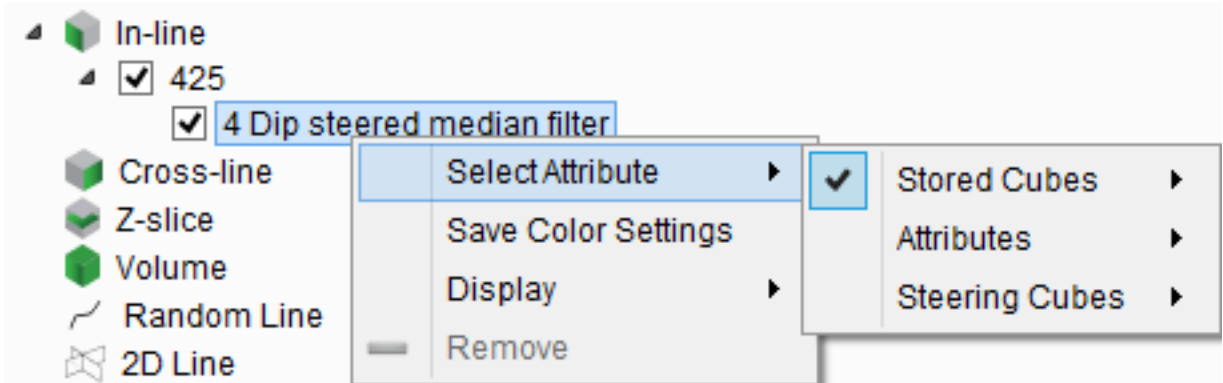 In-line
425
4 Dip steered median filter
Cross-line
Z-slice
Volume
Random Line
2D Line
Select Attribute
Save Color Settings
Display
Remove
Stored Cubes
Attributes
Steering Cubes